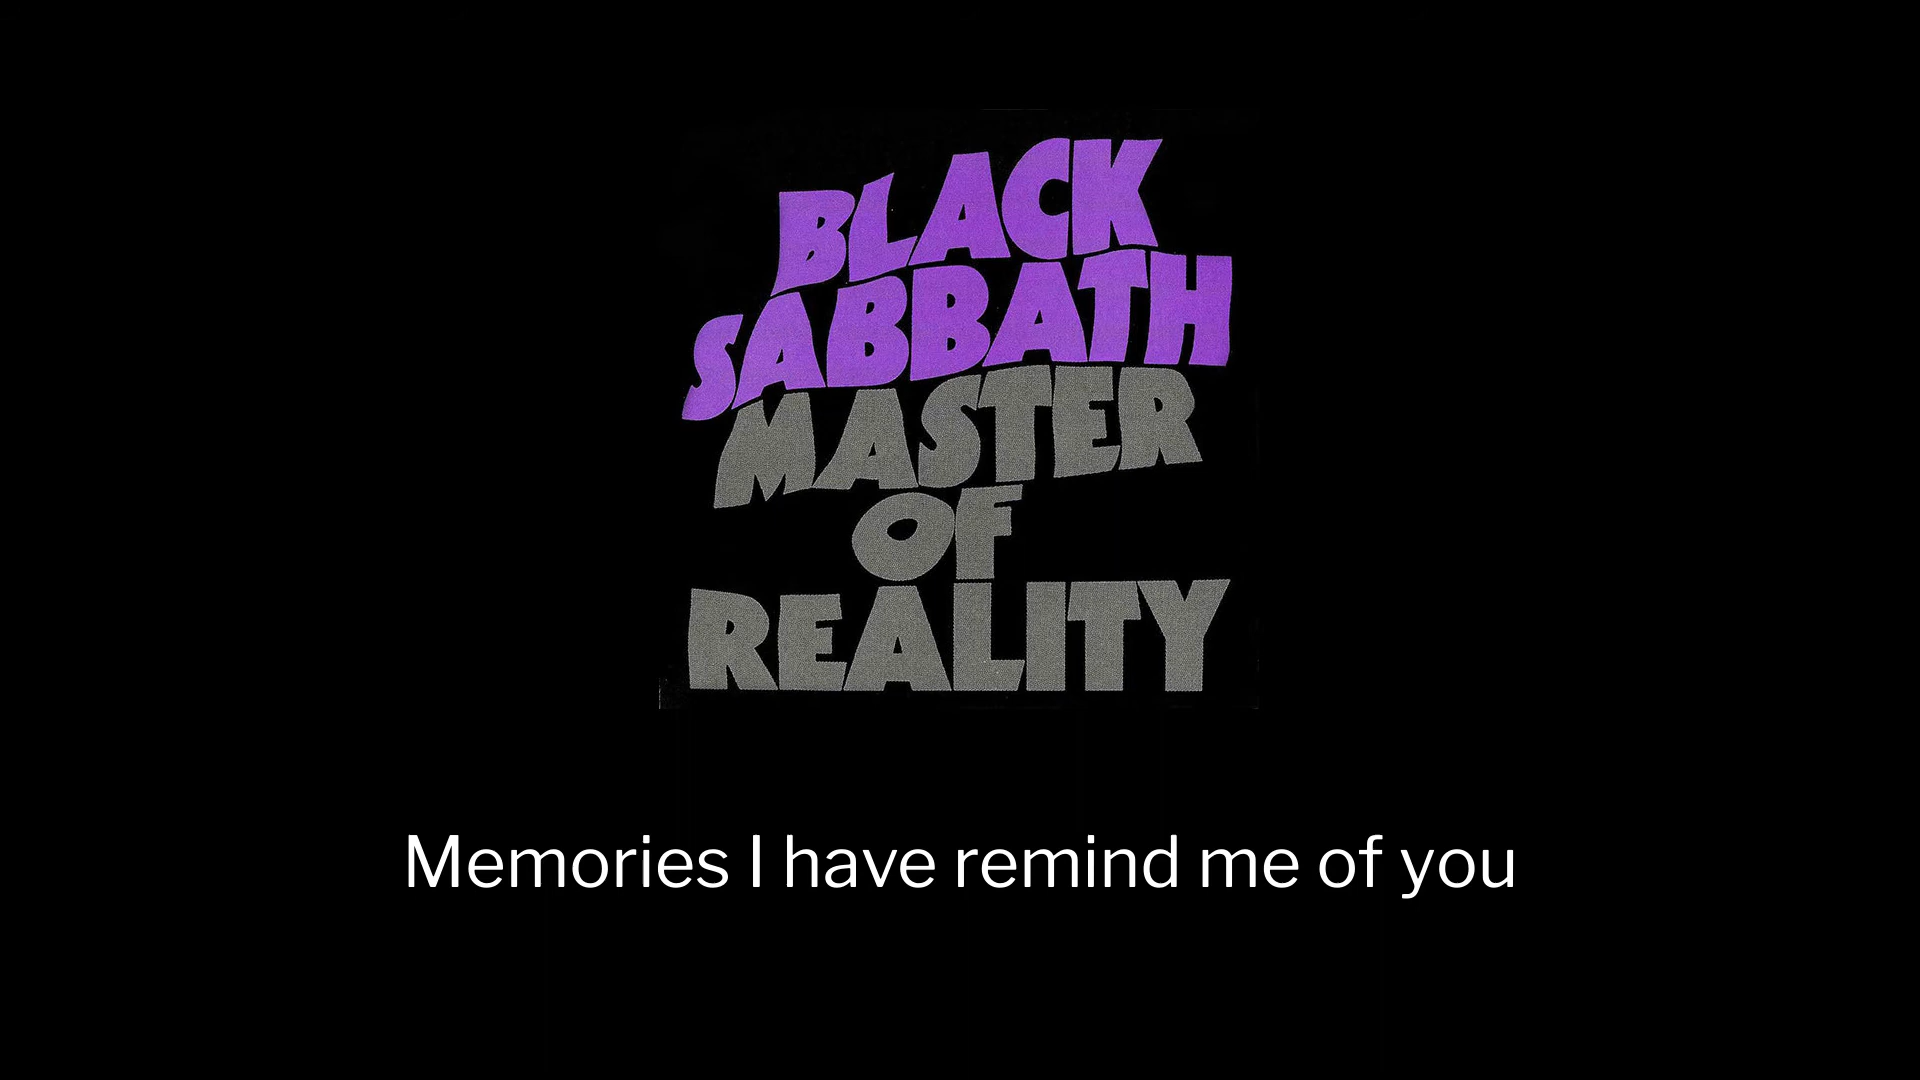 BLACK
SABBATH
MASTER
OF
REALITY
Memories I have remind me of you